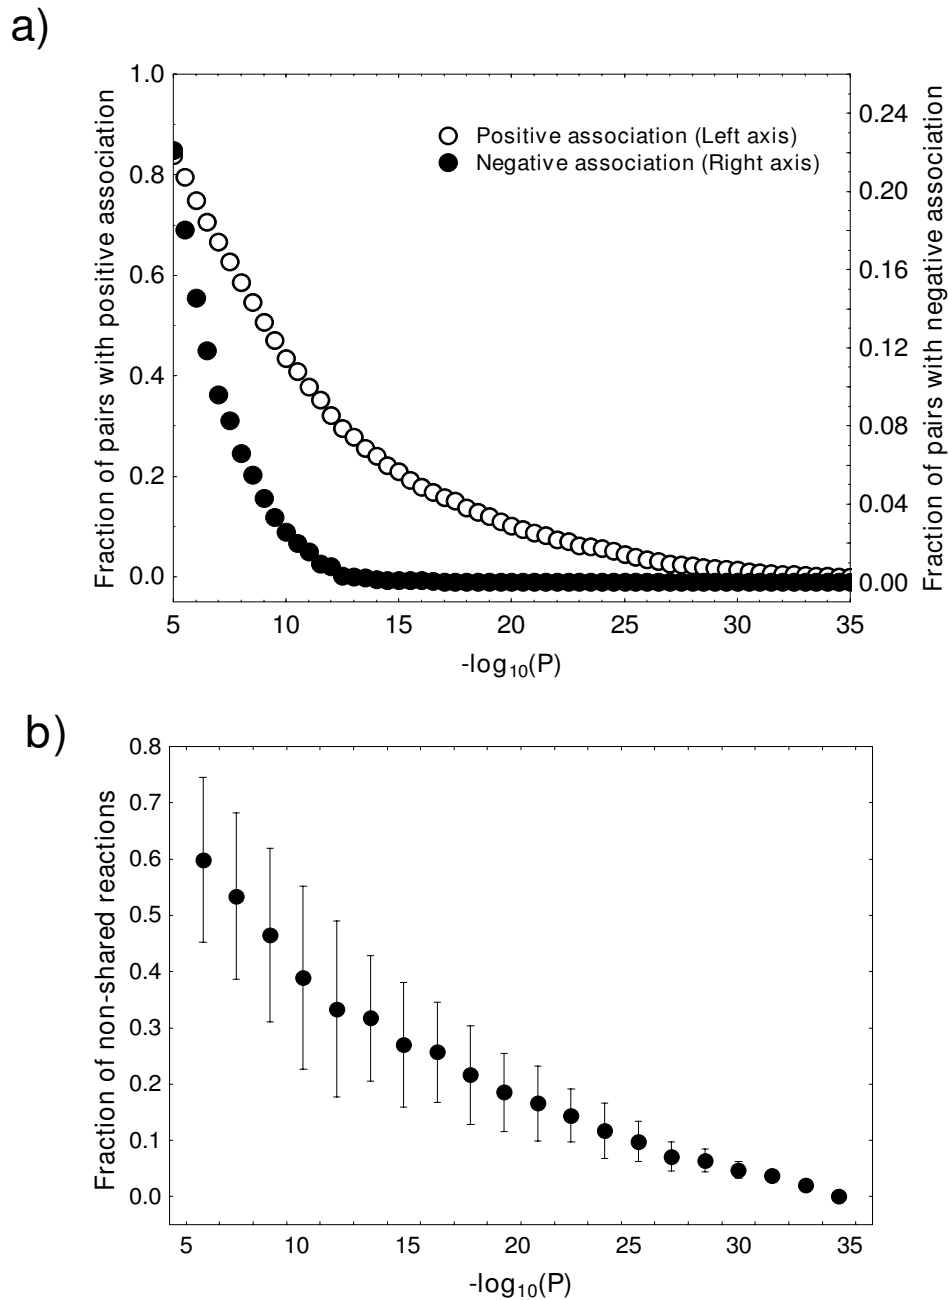 a)
Fraction of pairs with positive association
1.0
0.8
0.6
0.4
0.2
0.0
Positive association (Left axis)
Negative association (Right axis)
0.24
0.20
0.16
0.12
0.08
0.04
0.00
Fraction of pairs with negative association
5 10 15 20 25 30 35
-log10(P)
b)
Fraction of non-shared reactions
0.8
0.7
0.6
0.5
0.4
0.3
0.2
0.1
0.0
5 10 15 20 25 30 35
-log10(P)